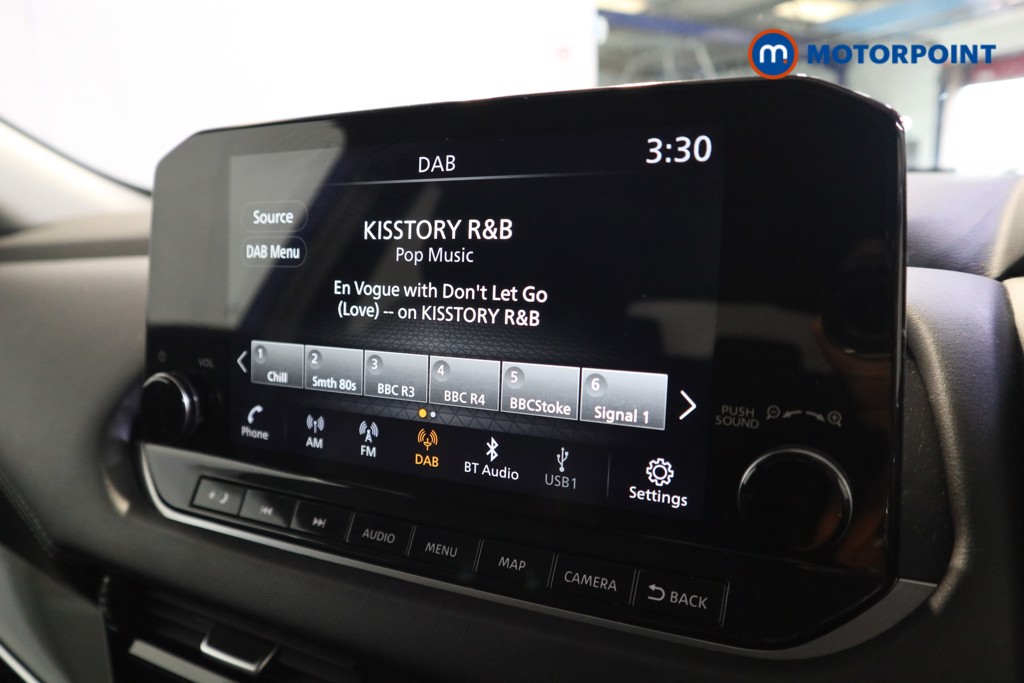 m.
MOTORPOINT
DAB
3:30
Source
KISSTORY R&B
DAB Menu
Pop Music
En Vogue with Don't Let Go
(Love) -- on KISSTORY R&B
1 Chill
2 Smth 80s
3 BBC R3
4 BBC R4
5 BBCStoke
6 Signal 1
VOL
PUSH
SOUND
Phone
AM
FM
DAB
BT Audio
USB1
Settings
AUDIO
MENU
MAP
CAMERA
BACK